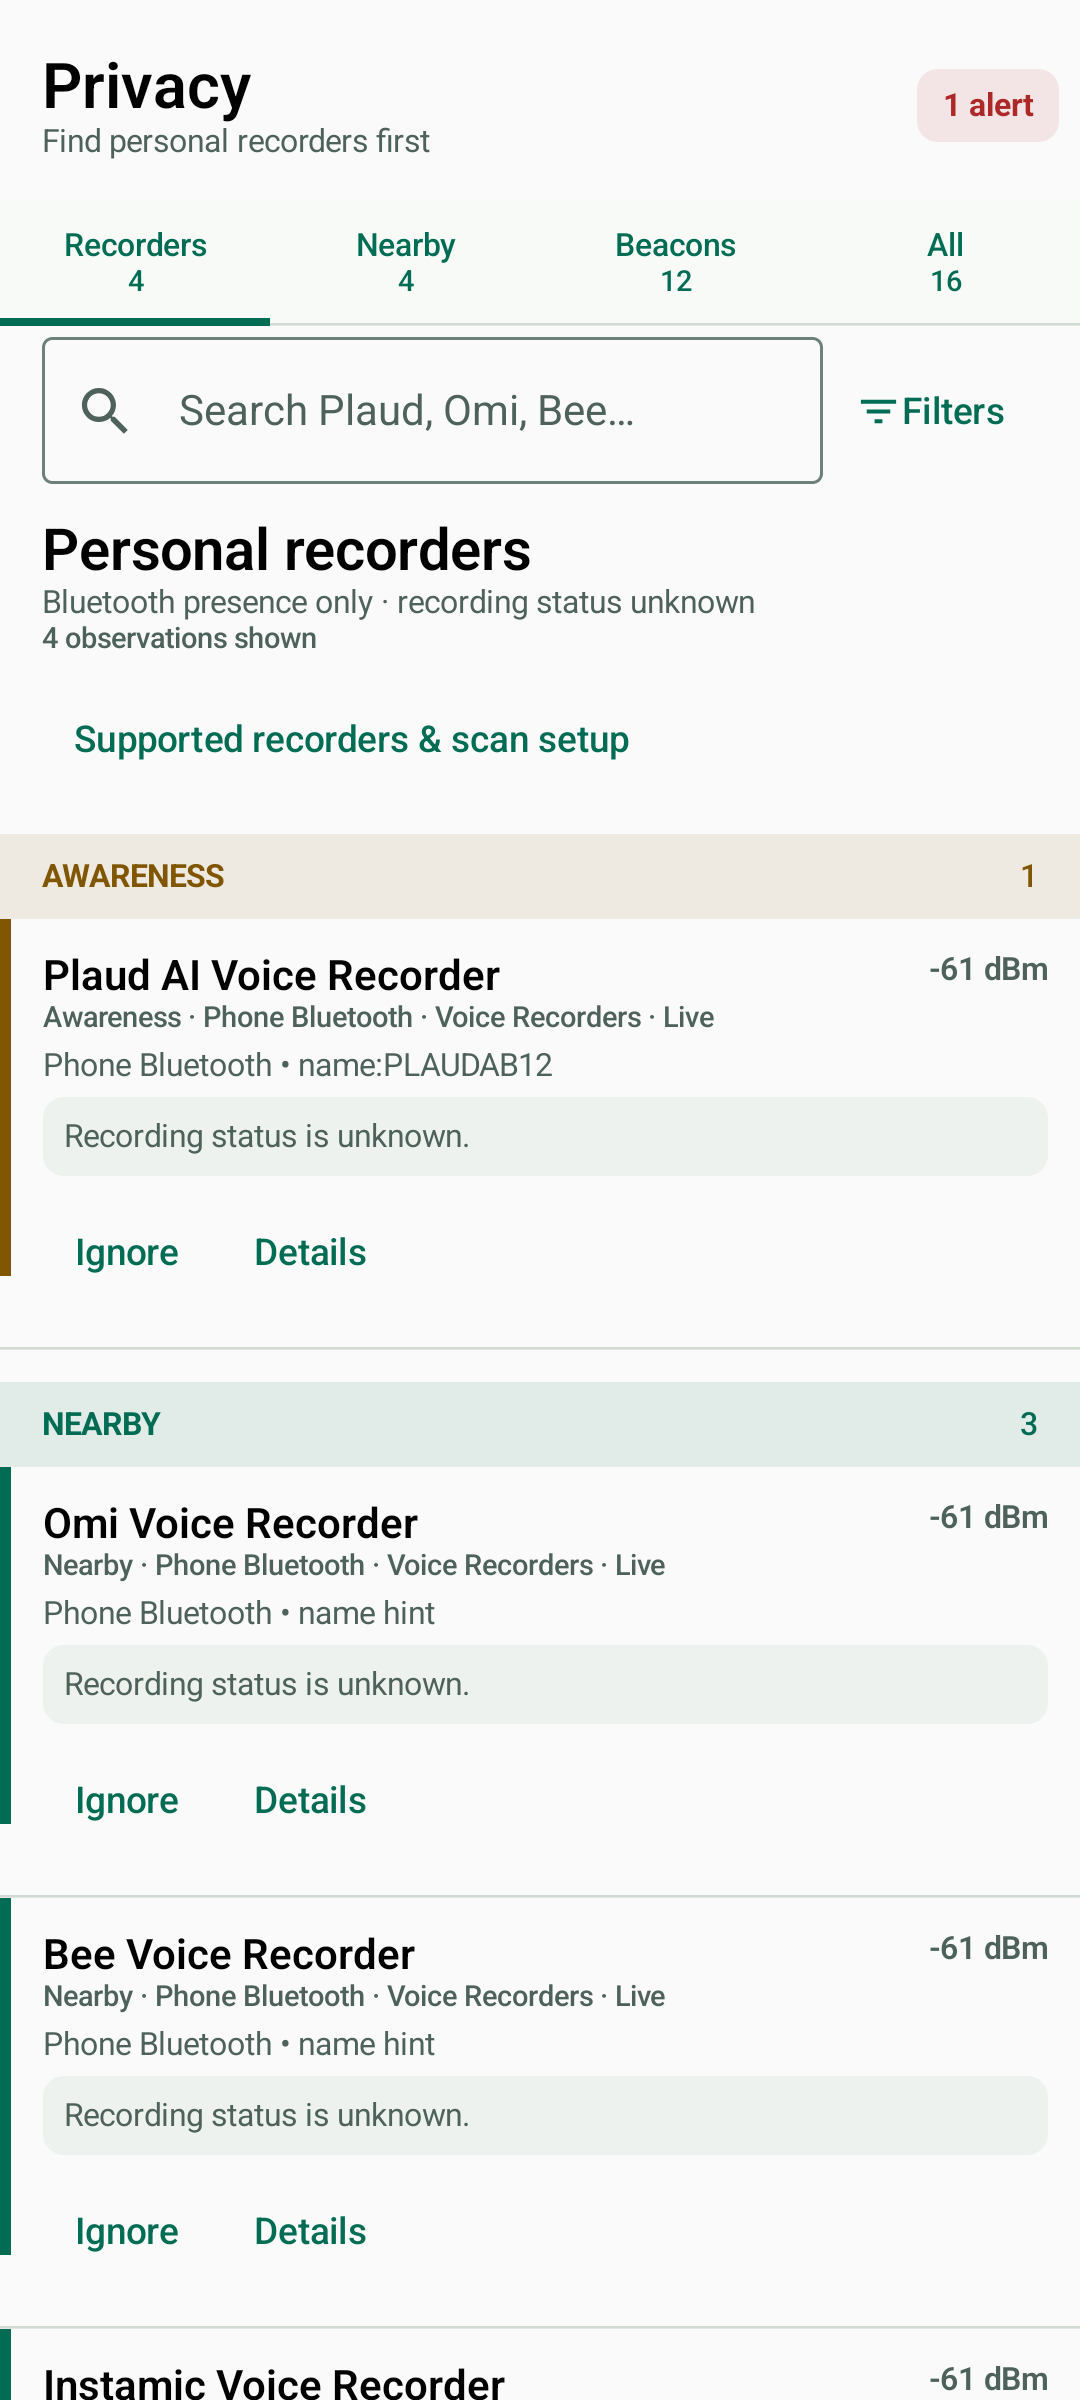 Privacy
Find personal recorders first
1 alert
Recorders
4
Nearby
4
Beacons
12
All
16
Search Plaud, Omi, Bee...
Filters
Personal recorders
Bluetooth presence only · recording status unknown
4 observations shown
Supported recorders & scan setup
AWARENESS 1
Plaud AI Voice Recorder -61 dBm
Awareness · Phone Bluetooth · Voice Recorders · Live
Phone Bluetooth • name:PLAUDAB12
Recording status is unknown.
Ignore Details
NEARBY 3
Omi Voice Recorder -61 dBm
Nearby · Phone Bluetooth · Voice Recorders · Live
Phone Bluetooth • name hint
Recording status is unknown.
Ignore Details
Bee Voice Recorder -61 dBm
Nearby · Phone Bluetooth · Voice Recorders · Live
Phone Bluetooth • name hint
Recording status is unknown.
Ignore Details
Instamic Voice Recorder -61 dBm